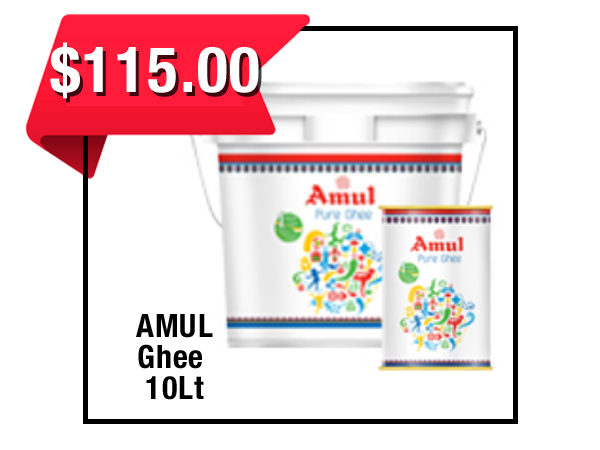 $115.00
Amul
Pure Ghee
Amul
Pure Ghee
AMUL
Ghee
10Lt